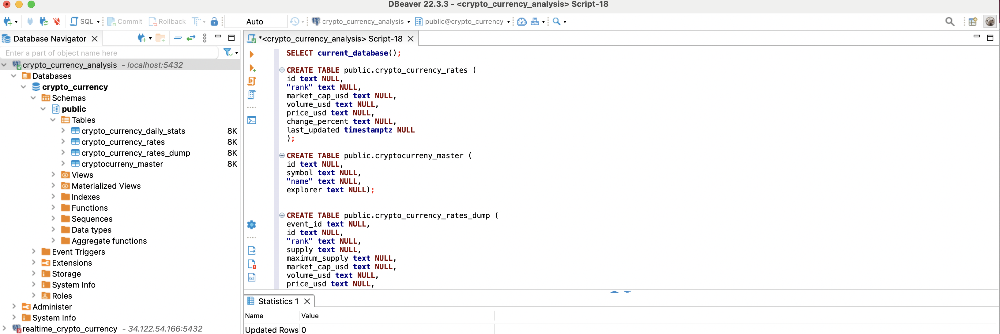 DBeaver 22.3.3 - <crypto_currency_analysis> Script-18
SQL Commit Rollback Auto crypto_currency_analysis public@crypto_currency
Database Navigator
Enter a part of object name here
crypto_currency_analysis - localhost:5432
Databases
crypto_currency
Schemas
public
Tables
crypto_currency_daily_stats 8K
crypto_currency_rates 8K
crypto_currency_rates_dump 8K
cryptocurreny_master 8K
Views
Materialized Views
Indexes
Functions
Sequences
Data types
Aggregate functions
Event Triggers
Extensions
Storage
System Info
Roles
Administer
System Info
realtime_crypto_currency - 34.122.54.166:5432
*<crypto_currency_analysis> Script-18
SELECT current_database();
CREATE TABLE public.crypto_currency_rates (
id text NULL,
"rank" text NULL,
market_cap_usd text NULL,
volume_usd text NULL,
price_usd text NULL,
change_percent text NULL,
last_updated timestamptz NULL
);
CREATE TABLE public.cryptocurreny_master (
id text NULL,
symbol text NULL,
"name" text NULL,
explorer text NULL);
CREATE TABLE public.crypto_currency_rates_dump (
event_id text NULL,
id text NULL,
"rank" text NULL,
supply text NULL,
maximum_supply text NULL,
market_cap_usd text NULL,
volume_usd text NULL,
price_usd text NULL,
Statistics 1
Name Value
Updated Rows 0